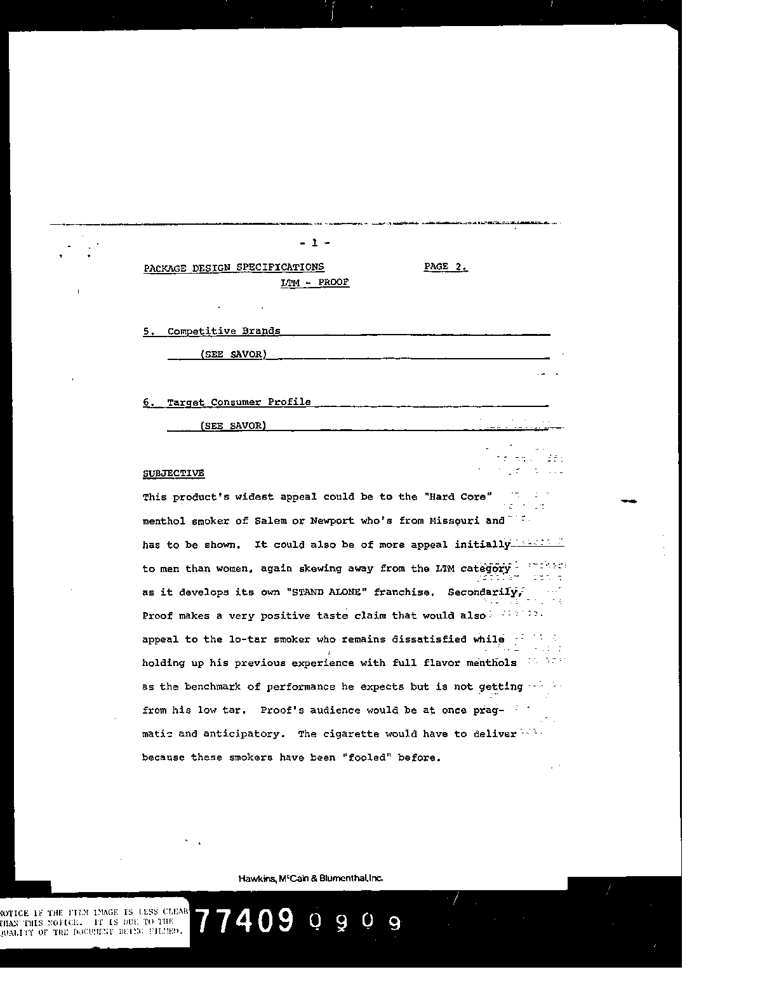 - 1 -
PACKAGE DESIGN SPECIFICATIONS PAGE 2.
LTM - PROOF
5. Competitive Brands
(SEE SAVOR)
6. Target Consumer Profile
(SEE SAVOR)
SUBJECTIVE
This product's widest appeal could be to the "Hard Core"
menthol smoker of Salem or Newport who's from Missouri and
has to be shown. It could also be of more appeal initially
to men than women, again skewing away from the LTM category
as it develops its own "STAND ALONE" franchise. Secondarily,
Proof makes a very positive taste claim that would also
appeal to the lo-tar smoker who remains dissatisfied while
holding up his previous experience with full flavor menthols
as the benchmark of performance he expects but is not getting
from his low tar. Proof's audience would be at once prag-
matic and anticipatory. The cigarette would have to deliver
because these smokers have been "fooled" before.
Hawkins, McCain & Blumenthal, Inc.
NOTICE IF THE FILM IMAGE IS LESS CLEAR
THAN THIS NOTICE. IT IS DUE TO THE
QUALITY OF THE DOCUMENT BEING FILMED.
77409 0909